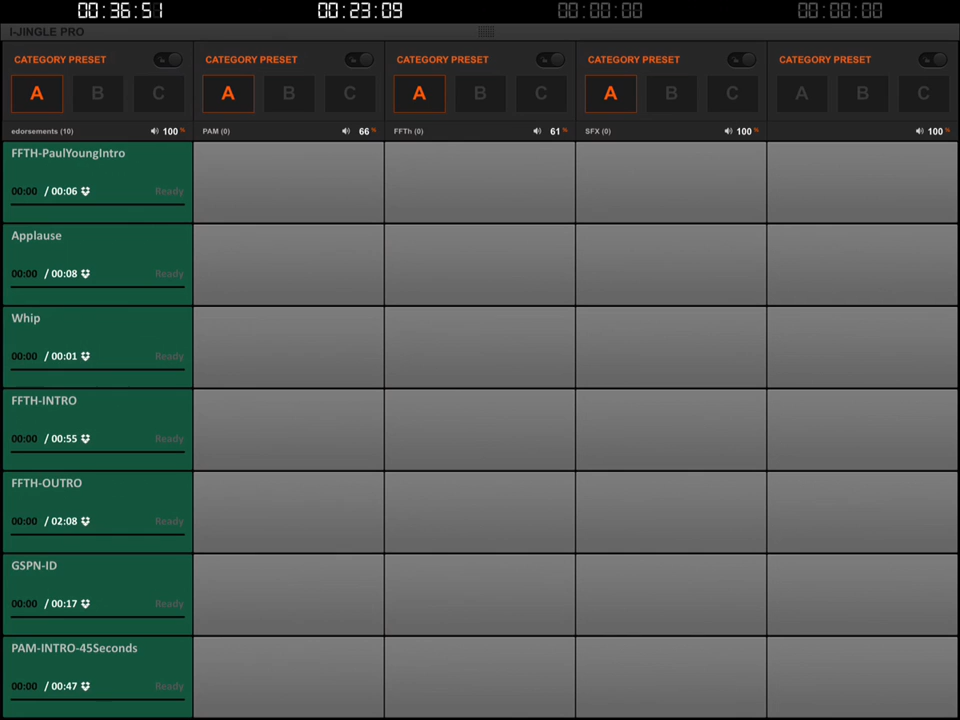 00:36:51 00:23:09 00:00:00 00:00:00
I-JINGLE PRO
CATEGORY PRESET CATEGORY PRESET CATEGORY PRESET CATEGORY PRESET CATEGORY PRESET
A B C A B C A B C A B C A B C
edorsements (10) 100 % PAM (0) 66 % FFTh (0) 61 % SFX (0) 100 % 100 %
FFTH-PaulYoungIntro
00:00 / 00:06 Ready
Applause
00:00 / 00:08 Ready
Whip
00:00 / 00:01 Ready
FFTH-INTRO
00:00 / 00:55 Ready
FFTH-OUTRO
00:00 / 02:08 Ready
GSPN-ID
00:00 / 00:17 Ready
PAM-INTRO-45Seconds
00:00 / 00:47 Ready